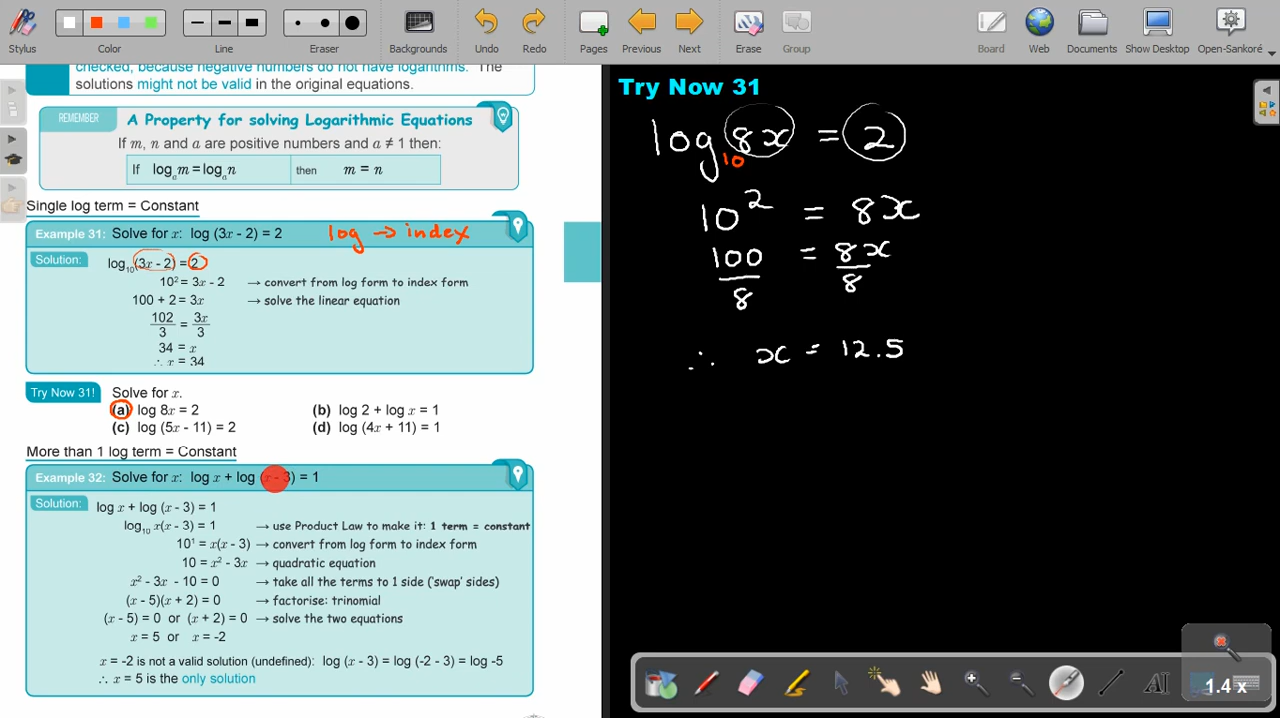 Stylus
Color
Line
Eraser
Backgrounds
Undo
Redo
Pages
Previous
Next
Erase
Group
Board
Web
Documents
Show Desktop
Open-Sankoré
checked, because negative numbers do not have logarithms. The
solutions might not be valid in the original equations.
REMEMBER
A Property for solving Logarithmic Equations
If m, n and a are positive numbers and a ≠ 1 then:
If logₐm = logₐn then m = n
Single log term = Constant
Example 31: Solve for x: log (3x - 2) = 2 log → index
Solution:
log₁₀(3x - 2) = 2
10² = 3x - 2 → convert from log form to index form
100 + 2 = 3x → solve the linear equation
102/3 = 3x/3
34 = x
∴ x = 34
Try Now 31! Solve for x.
(a) log 8x = 2 (b) log 2 + log x = 1
(c) log (5x - 11) = 2 (d) log (4x + 11) = 1
More than 1 log term = Constant
Example 32: Solve for x: log x + log (x - 3) = 1
Solution:
log x + log (x - 3) = 1
log₁₀ x(x - 3) = 1 → use Product Law to make it: 1 term = constant
10¹ = x(x - 3) → convert from log form to index form
10 = x² - 3x → quadratic equation
x² - 3x - 10 = 0 → take all the terms to 1 side ('swap' sides)
(x - 5)(x + 2) = 0 → factorise: trinomial
(x - 5) = 0 or (x + 2) = 0 → solve the two equations
x = 5 or x = -2
x = -2 is not a valid solution (undefined): log (x - 3) = log (-2 - 3) = log -5
∴ x = 5 is the only solution
Try Now 31
log₁₀ 8x = 2
10² = 8x
100/8 = 8x/8
∴ x = 12.5
1.4 x